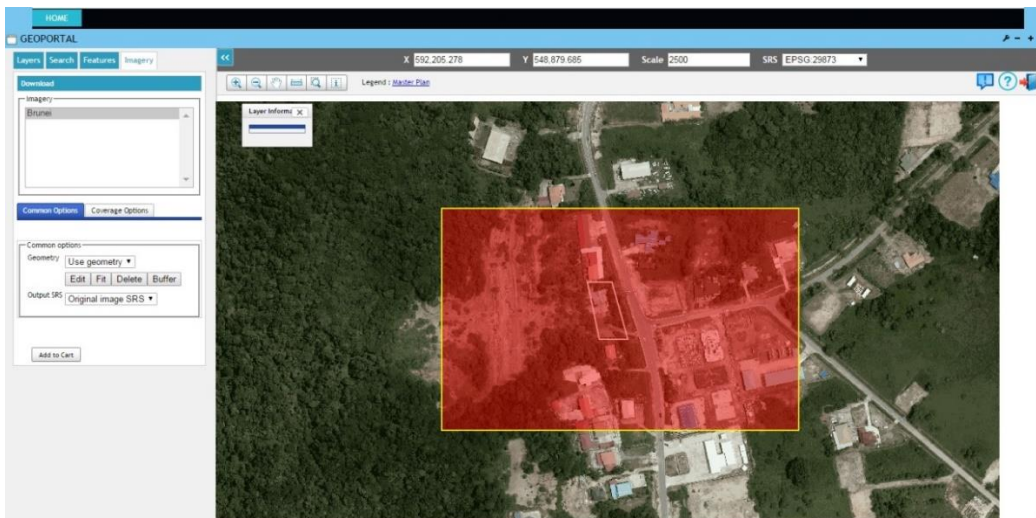 HOME
GEOPORTAL
Layers Search Features Imagery
X 592,205.278 Y 548,879.685 Scale 2500 SRS EPSG:29873
Legend : Master Plan
Download
Imagery
Brunei
Layer Informa X
Common Options Coverage Options
Common options
Geometry Use geometry
Edit Fit Delete Buffer
Output SRS Original image SRS
Add to Cart